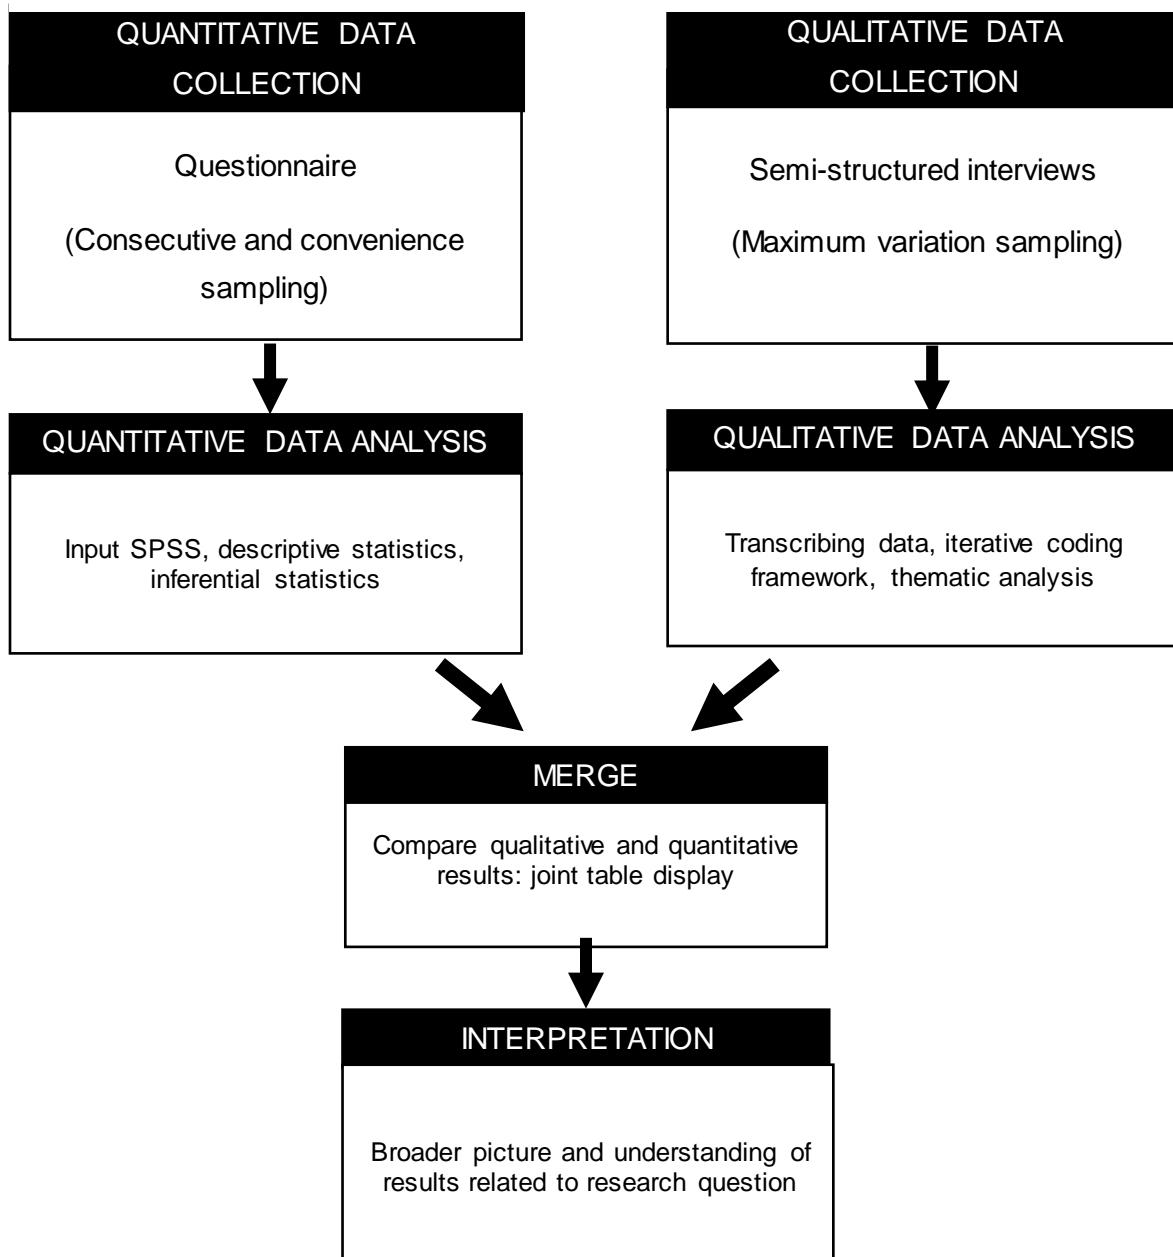 QUANTITATIVE DATA
COLLECTION
Questionnaire
(Consecutive and convenience
sampling)
QUALITATIVE DATA
COLLECTION
Semi-structured interviews
(Maximum variation sampling)
QUANTITATIVE DATA ANALYSIS
Input SPSS, descriptive statistics,
inferential statistics
QUALITATIVE DATA ANALYSIS
Transcribing data, iterative coding
framework, thematic analysis
MERGE
Compare qualitative and quantitative
results: joint table display
INTERPRETATION
Broader picture and understanding of
results related to research question